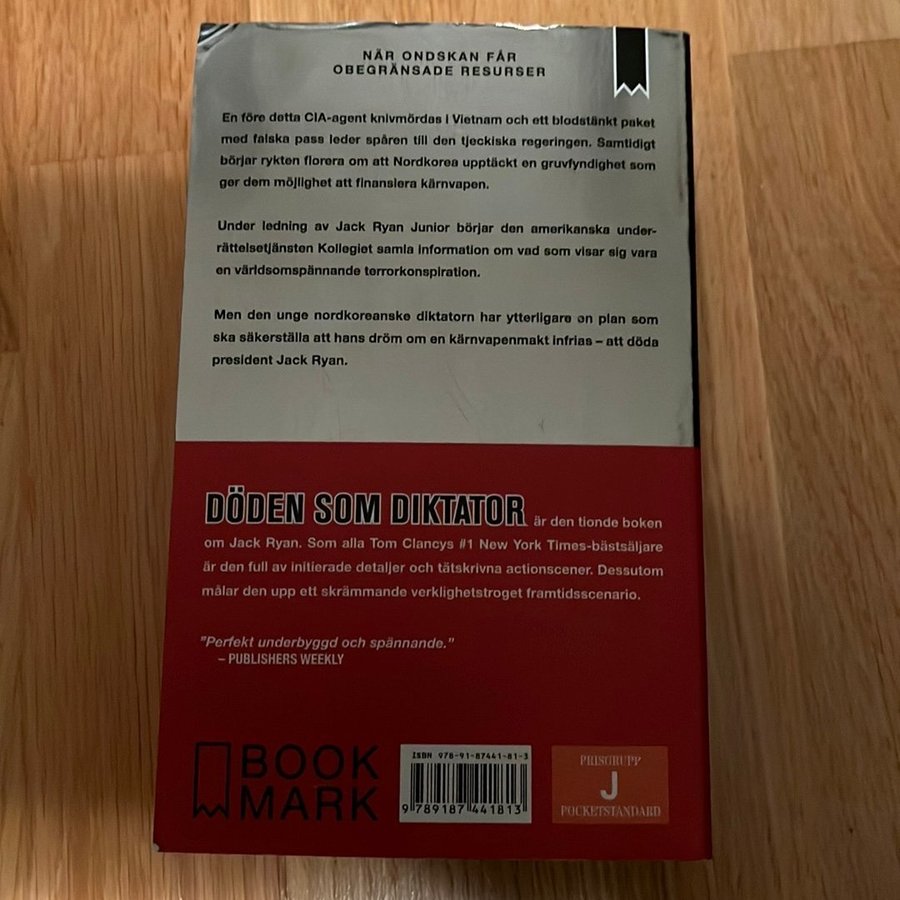 NÄR ONDSKAN FÅR
OBEGRÄNSADE RESURSER
En före detta CIA-agent knivmördas i Vietnam och ett blodstänkt paket
med falska pass leder spåren till den tjeckiska regeringen. Samtidigt
börjar rykten florera om att Nordkorea upptäckt en gruvfyndighet som
ger dem möjlighet att finansiera kärnvapen.
Under ledning av Jack Ryan Junior börjar den amerikanska under-
rättelsetjänsten Kollegiet samla information om vad som visar sig vara
en världsomspännande terrorkonspiration.
Men den unge nordkoreanske diktatorn har ytterligare en plan som
ska säkerställa att hans dröm om en kärnvapenmakt infrias – att döda
president Jack Ryan.
DÖDEN SOM DIKTATOR är den tionde boken
om Jack Ryan. Som alla Tom Clancys #1 New York Times-bästsäljare
är den full av initierade detaljer och tätskrivna actionscener. Dessutom
målar den upp ett skrämmande verklighetstroget framtidsscenario.
"Perfekt underbyggd och spännande."
– PUBLISHERS WEEKLY
BOOK
MARK
ISBN 978-91-87441-81-3
9 789187 441813
PRISGRUPP
J
POCKETSTANDARD